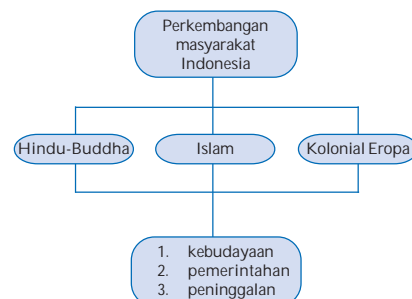 Perkembangan
masyarakat
Indonesia
Hindu-Buddha
Islam
Kolonial Eropa
1. kebudayaan
2. pemerintahan
3. peninggalan